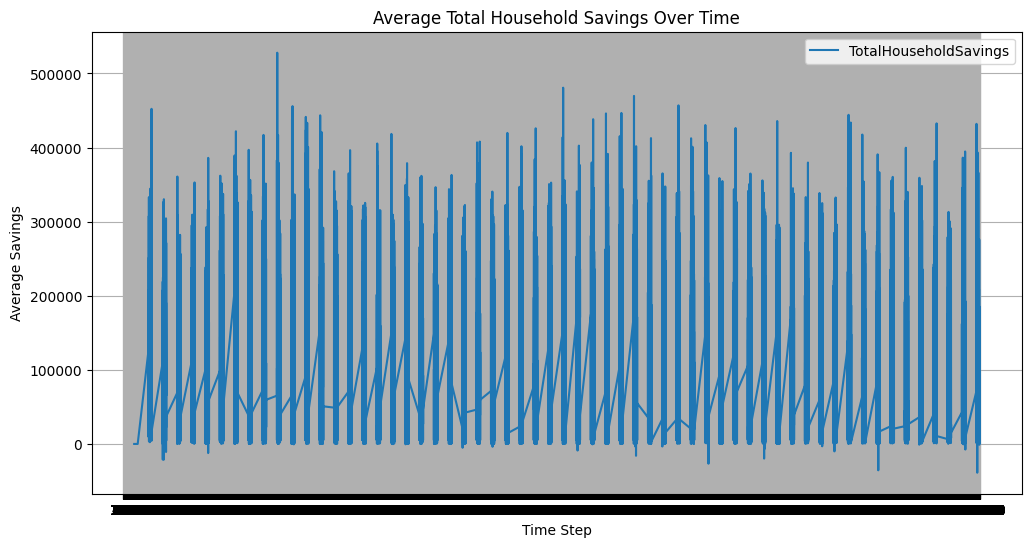 Average Total Household Savings Over Time
TotalHouseholdSavings
500000
400000
300000
200000
100000
0
Average Savings
Time Step